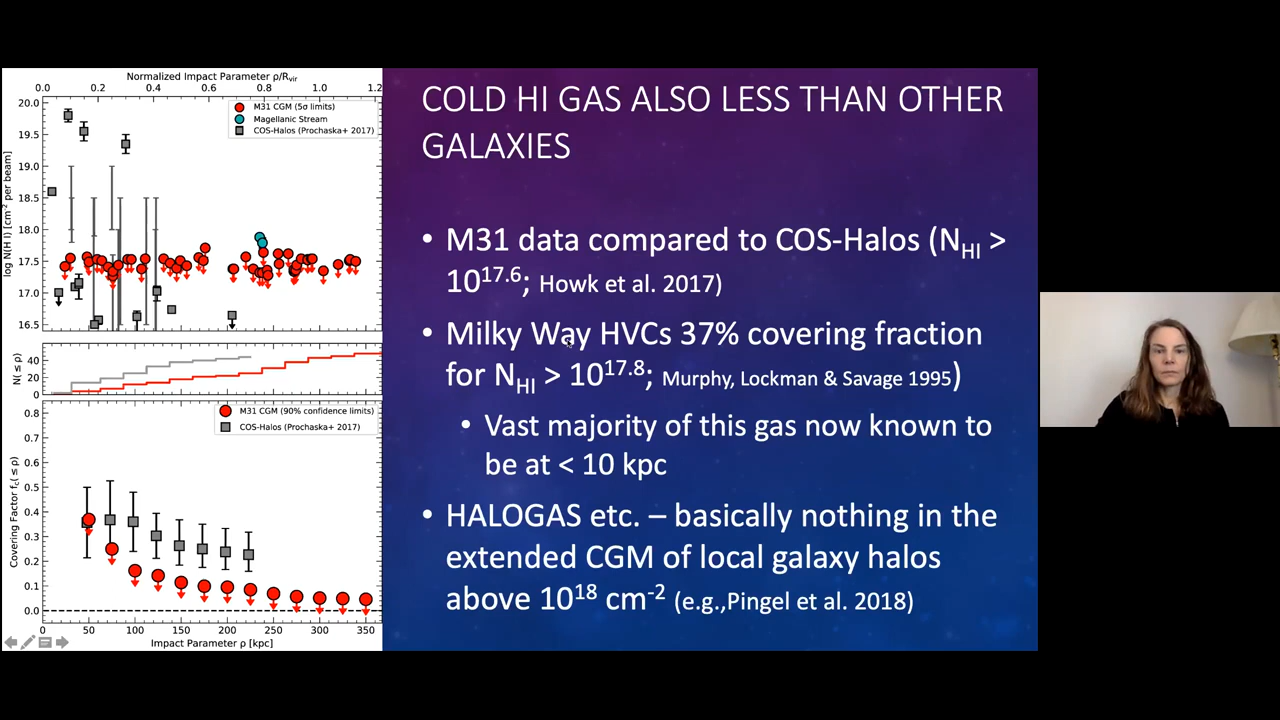 Normalized Impact Parameter ρ/Rvir
0.0 0.2 0.4 0.6 0.8 1.0 1.2
M31 CGM (5σ limits)
Magellanic Stream
COS-Halos (Prochaska+ 2017)
log N(H I) [cm-2 per beam]
20.0
19.5
19.0
18.5
18.0
17.5
17.0
16.5
N(≤ρ)
40
20
0
M31 CGM (90% confidence limits)
COS-Halos (Prochaska+ 2017)
Covering Factor fc(≤ρ)
0.8
0.7
0.6
0.5
0.4
0.3
0.2
0.1
0.0
0 50 100 150 200 250 300 350
Impact Parameter ρ [kpc]
COLD HI GAS ALSO LESS THAN OTHER
GALAXIES
• M31 data compared to COS-Halos (NHI >
10^17.6; Howk et al. 2017)
• Milky Way HVCs 37% covering fraction
for NHI > 10^17.8; Murphy, Lockman & Savage 1995)
• Vast majority of this gas now known to
be at < 10 kpc
• HALOGAS etc. – basically nothing in the
extended CGM of local galaxy halos
above 10^18 cm^-2 (e.g.,Pingel et al. 2018)